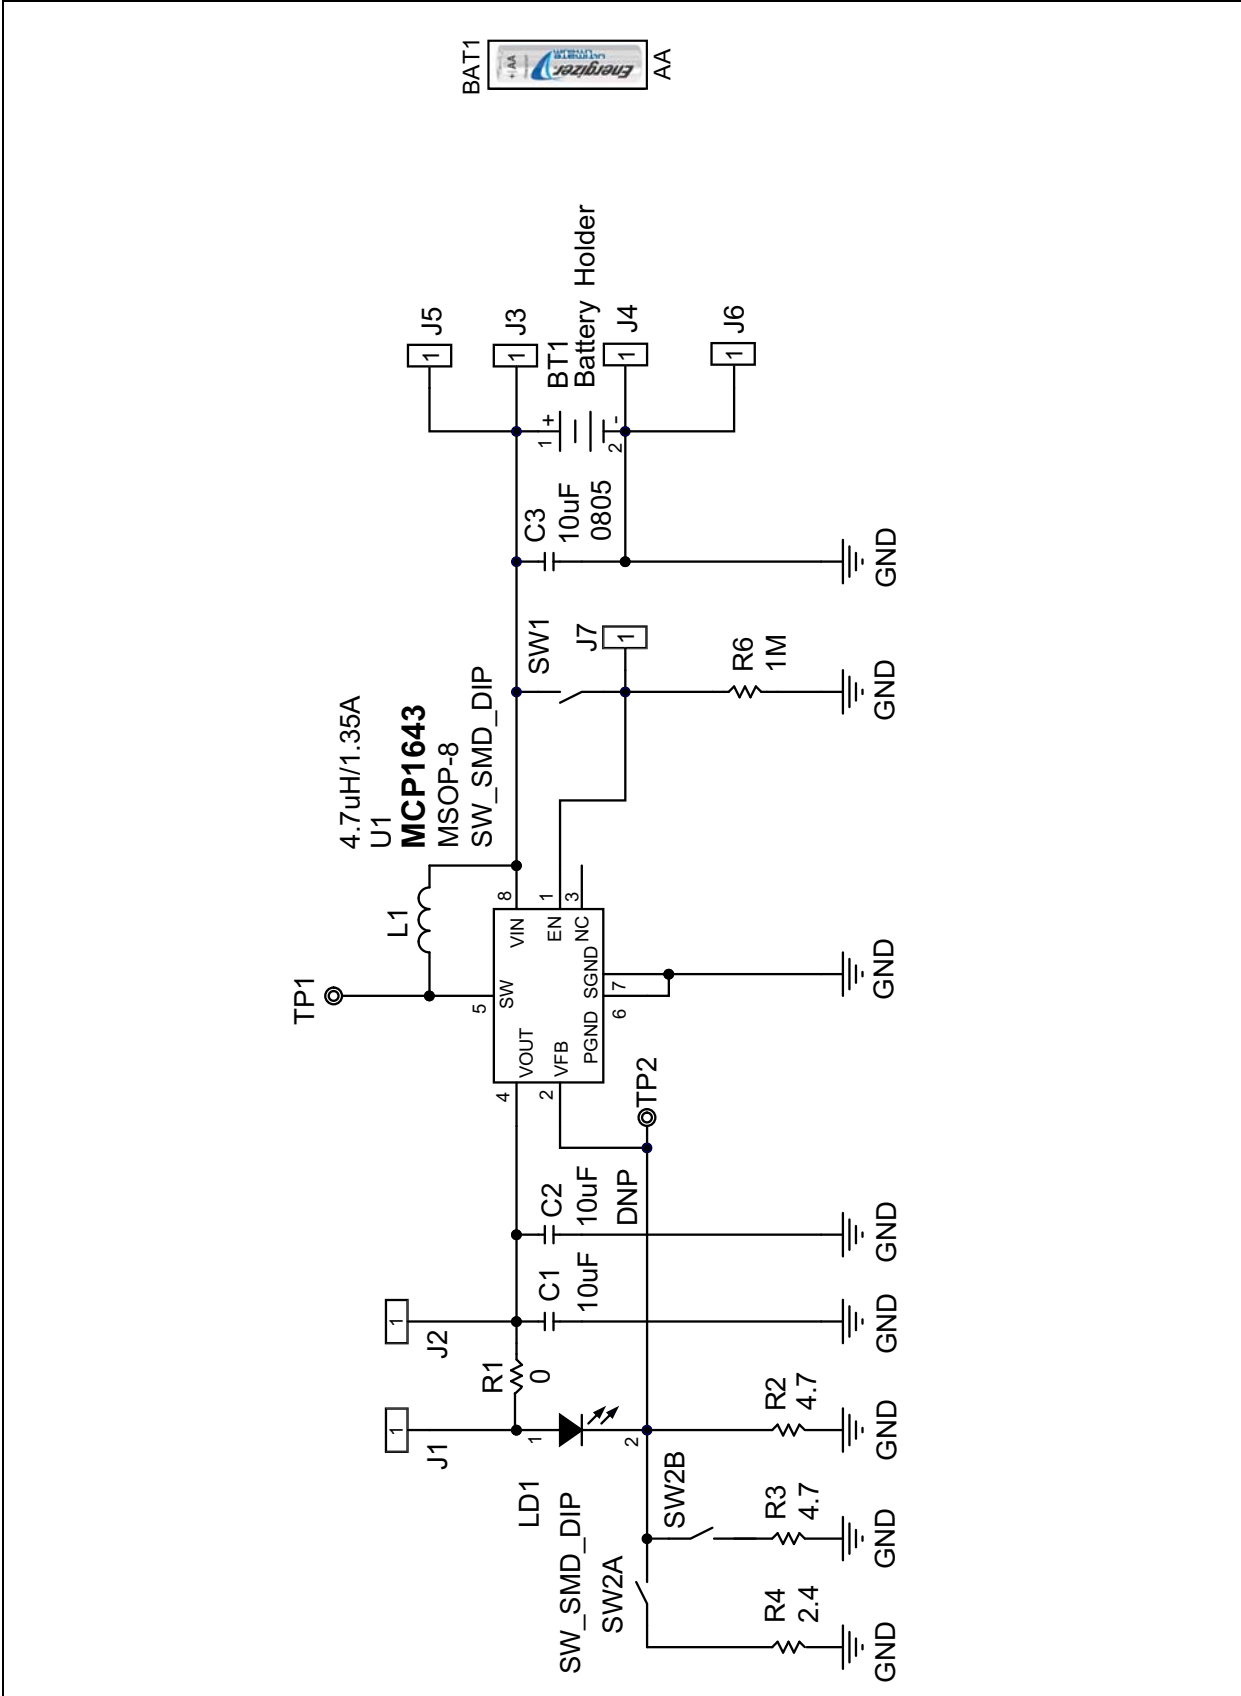 BAT1
+ AA
Energizer
ULTIMATE
LITHIUM
AA
J5
1
J3
1
BT1
Battery Holder
1
+
2
-
J4
1
J6
1
C3
10uF
0805
GND
SW1
SW_SMD_DIP
J7
1
R6
1M
GND
4.7uH/1.35A
U1
MCP1643
MSOP-8
L1
TP1
5
SW
8
VIN
1
EN
3
NC
4
VOUT
2
VFB
6
PGND
7
SGND
GND
TP2
C2
10uF
DNP
GND
C1
10uF
GND
J2
1
R1
0
J1
1
LD1
1
2
R2
4.7
GND
SW2B
R3
4.7
GND
SW_SMD_DIP
SW2A
R4
2.4
GND